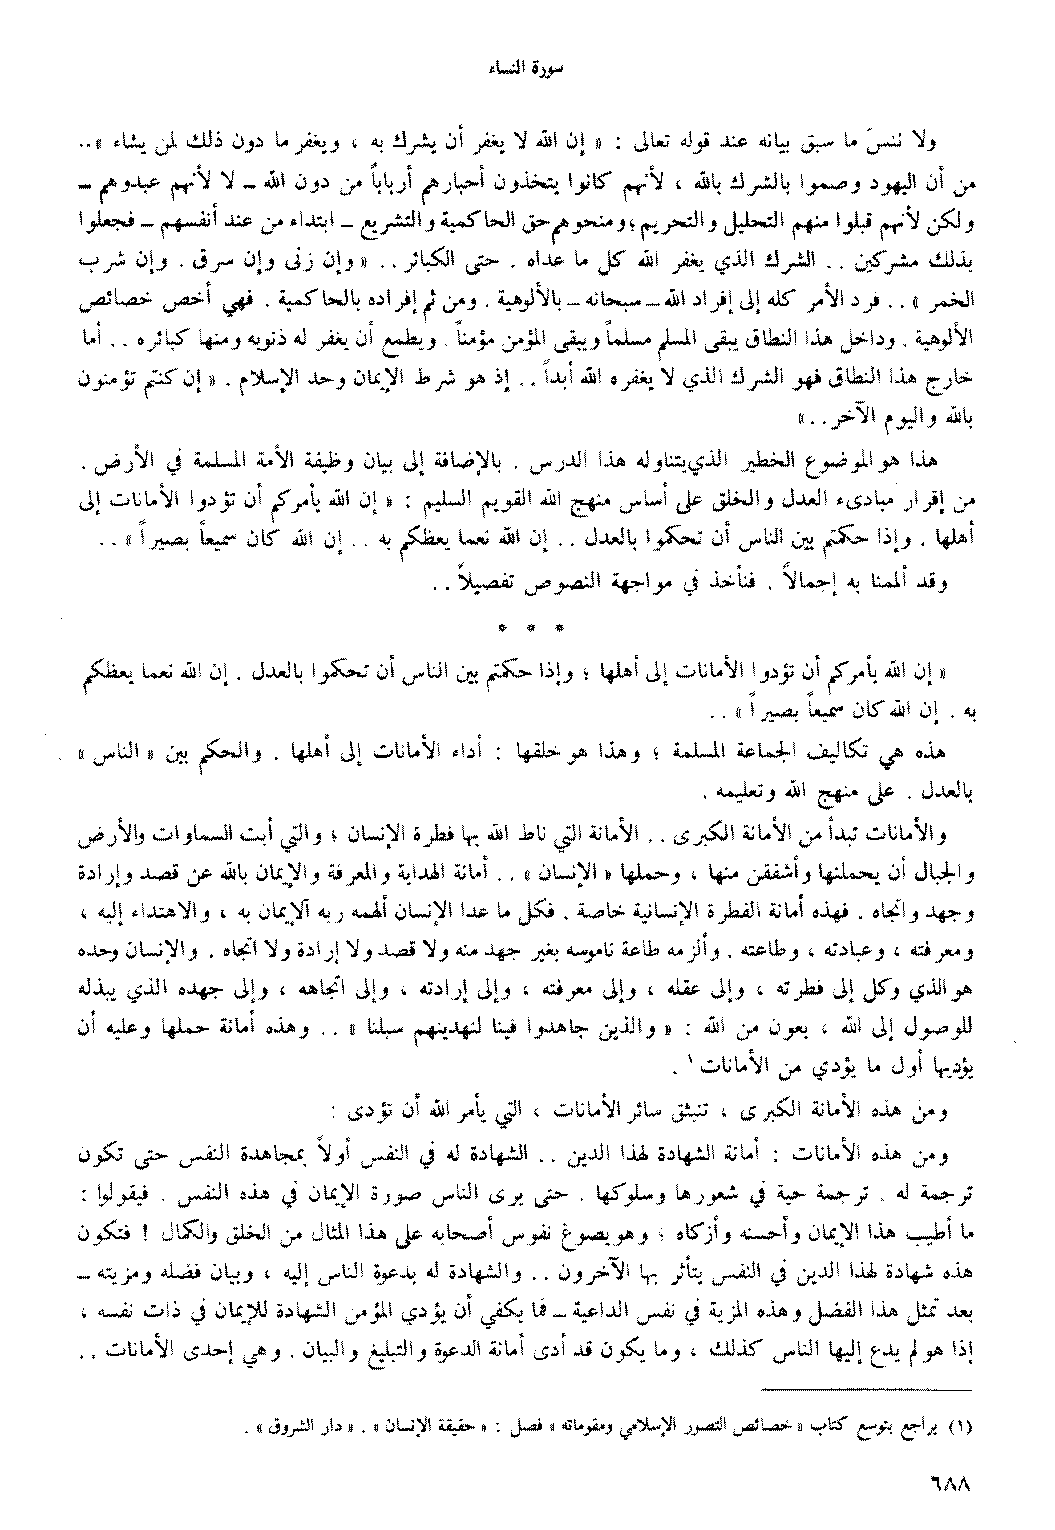 سورة النساء
ولا ننسَ ما سبق بيانه عند قوله تعالى : « إن الله لا يغفر أن يشرك به ، ويغفر ما دون ذلك لمن يشاء » ..
من أن اليهود وصموا بالشرك بالله ، لأنهم كانوا يتخذون أحبارهم أرباباً من دون الله – لا لأنهم عبدوهم –
ولكن لأنهم قبلوا منهم التحليل والتحريم ؛ ومنحوهم حق الحاكمية والتشريع – ابتداء من عند أنفسهم – فجعلوا
بذلك مشركين .. الشرك الذي يغفر الله كل ما عداه . حتى الكبائر .. « وإن زنى وإن سرق . وإن شرب
الخمر » .. فرد الأمر كله إلى إفراد الله – سبحانه – بالألوهية . ومن ثم إفراده بالحاكمية . فهي أخص خصائص
الألوهية . وداخل هذا النطاق يبقى المسلم مسلماً ويبقى المؤمن مؤمناً . ويطمع أن يغفر له ذنوبه ومنها كبائره .. أما
خارج هذا النطاق فهو الشرك الذي لا يغفره الله أبداً .. إذ هو شرط الإيمان وحد الإسلام . « إن كنتم تؤمنون
بالله واليوم الآخر .. »
هذا هو الموضوع الخطير الذي يتناوله هذا الدرس . بالإضافة إلى بيان وظيفة الأمة المسلمة في الأرض .
من إقرار مبادىء العدل والخلق على أساس منهج الله القويم السليم : « إن الله يأمركم أن تؤدوا الأمانات إلى
أهلها . وإذا حكمتم بين الناس أن تحكموا بالعدل .. إن الله نعما يعظكم به .. إن الله كان سميعاً بصيراً » ..
وقد ألممنا به إجمالاً . فنأخذ في مواجهة النصوص تفصيلاً ..
* * *
« إن الله يأمركم أن تؤدوا الأمانات إلى أهلها ؛ وإذا حكمتم بين الناس أن تحكموا بالعدل . إن الله نعما يعظكم
به . إن الله كان سميعاً بصيراً » ..
هذه هي تكاليف الجماعة المسلمة ؛ وهذا هو خلقها : أداء الأمانات إلى أهلها . والحكم بين « الناس »
بالعدل . على منهج الله وتعليمه .
والأمانات تبدأ من الأمانة الكبرى .. الأمانة التي ناط الله بها فطرة الإنسان ؛ والتي أبت السماوات والأرض
والجبال أن يحملنها وأشفقن منها ، وحملها « الإنسان » .. أمانة الهداية والمعرفة والإيمان بالله عن قصد وإرادة
وجهد واتجاه . فهذه أمانة الفطرة الإنسانية خاصة . فكل ما عدا الإنسان ألهمه ربه الإيمان به ، والاهتداء إليه ،
ومعرفته ، وعبادته ، وطاعته . وألزمه طاعة ناموسه بغير جهد منه ولا قصد ولا إرادة ولا اتجاه . والإنسان وحده
هو الذي وكل إلى فطرته ، وإلى عقله ، وإلى معرفته ، وإلى إرادته ، وإلى اتجاهه ، وإلى جهده الذي يبذله
للوصول إلى الله ، بعون من الله : « والذين جاهدوا فينا لنهدينهم سبلنا » .. وهذه أمانة حملها وعليه أن
يؤديها أول ما يؤدي من الأمانات ١ .
ومن هذه الأمانة الكبرى ، تنبثق سائر الأمانات ، التي يأمر الله أن تؤدى :
ومن هذه الأمانات : أمانة الشهادة لهذا الدين .. الشهادة له في النفس أولاً بمجاهدة النفس حتى تكون
ترجمة له . ترجمة حية في شعورها وسلوكها . حتى يرى الناس صورة الإيمان في هذه النفس . فيقولوا :
ما أطيب هذا الإيمان وأحسنه وأزكاه ؛ وهو يصوغ نفوس أصحابه على هذا المثال من الخلق والكمال ! فتكون
هذه شهادة لهذا الدين في النفس يتأثر بها الآخرون .. والشهادة له بدعوة الناس إليه ، وبيان فضله ومزيته –
بعد تمثل هذا الفضل وهذه المزية في نفس الداعية – فما يكفي أن يؤدي المؤمن الشهادة للإيمان في ذات نفسه ،
إذا هو لم يدع إليها الناس كذلك ، وما يكون قد أدى أمانة الدعوة والتبليغ والبيان . وهي إحدى الأمانات ..
(١) يراجع بتوسع كتاب « خصائص التصور الإسلامي ومقوماته » فصل : « حقيقة الإنسان » . « دار الشروق » .
٦٨٨